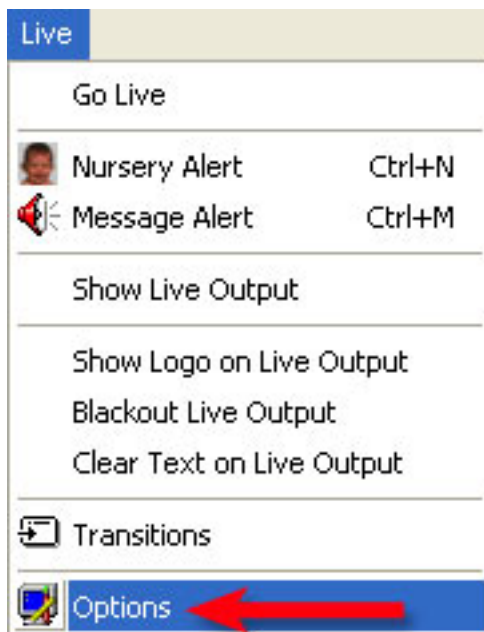 Live
Go Live
Nursery Alert Ctrl+N
Message Alert Ctrl+M
Show Live Output
Show Logo on Live Output
Blackout Live Output
Clear Text on Live Output
Transitions
Options